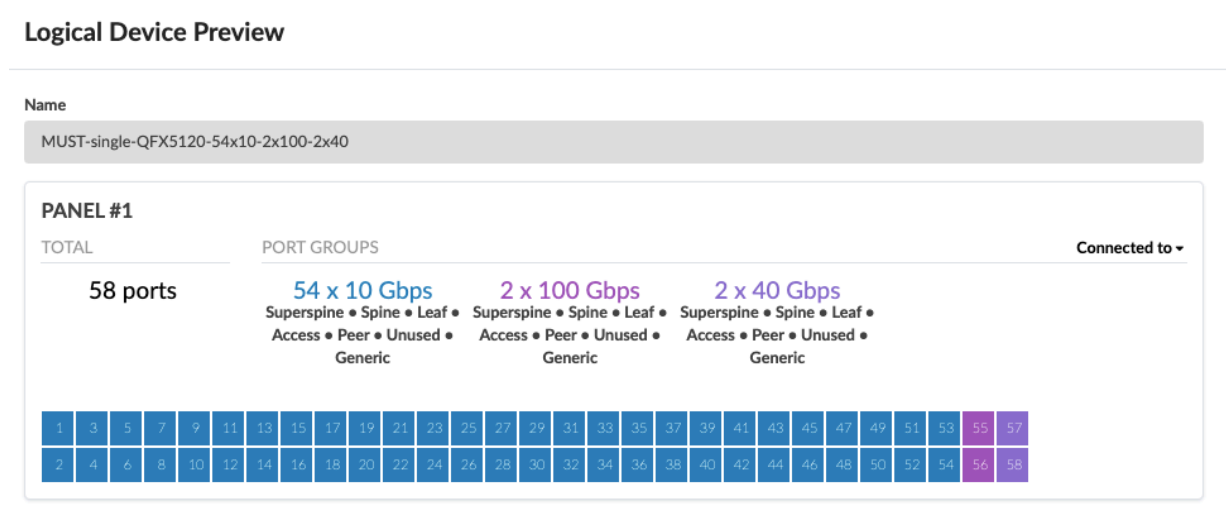 Logical Device Preview
Name
MUST-single-QFX5120-54x10-2x100-2x40
PANEL #1
TOTAL
PORT GROUPS
Connected to
58 ports
54 x 10 Gbps
Superspine • Spine • Leaf •
Access • Peer • Unused •
Generic
2 x 100 Gbps
Superspine • Spine • Leaf •
Access • Peer • Unused •
Generic
2 x 40 Gbps
Superspine • Spine • Leaf •
Access • Peer • Unused •
Generic
1 3 5 7 9 11 13 15 17 19 21 23 25 27 29 31 33 35 37 39 41 43 45 47 49 51 53 55 57
2 4 6 8 10 12 14 16 18 20 22 24 26 28 30 32 34 36 38 40 42 44 46 48 50 52 54 56 58